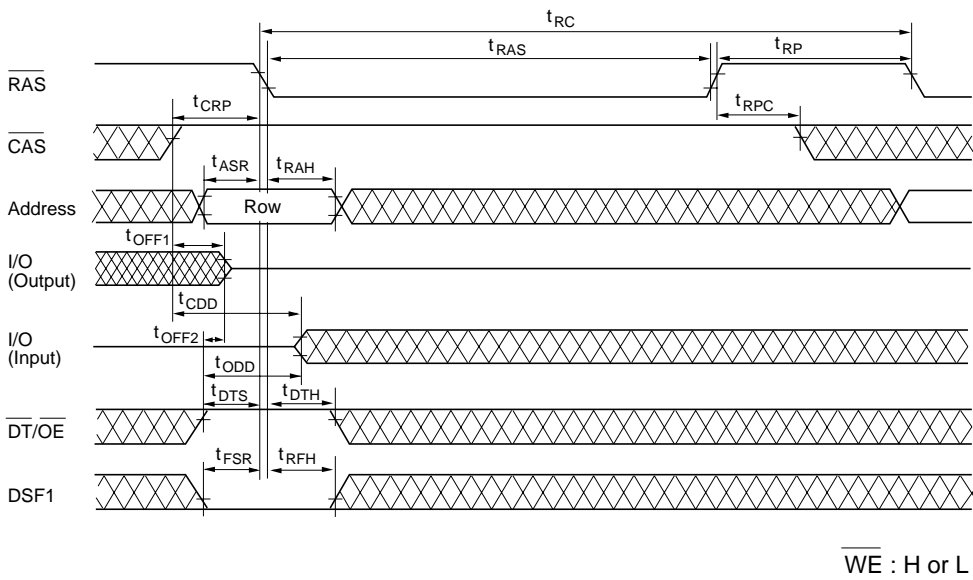 tRC
tRAS
tRP
RAS
tCRP
tRPC
CAS
tASR
tRAH
Address
Row
tOFF1
I/O
(Output)
tCDD
I/O
(Input)
tOFF2
tODD
tDTS
tDTH
DT/OE
tFSR
tRFH
DSF1
WE : H or L